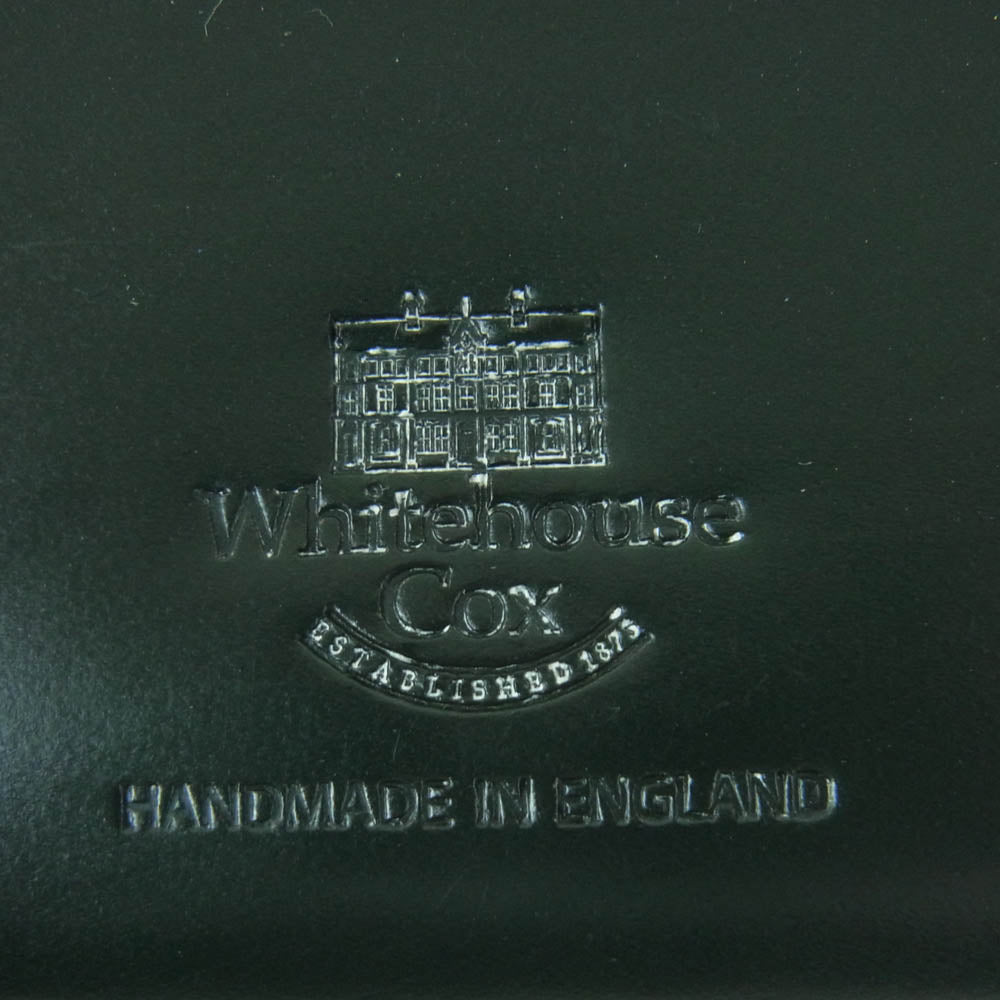 Whitehouse
Cox
ESTABLISHED 1875
HANDMADE IN ENGLAND